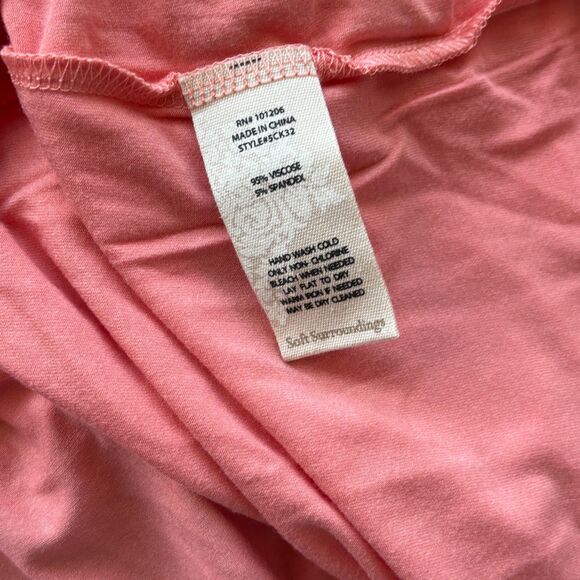 RN# 101206
MADE IN CHINA
STYLE#5CK32
95% VISCOSE
5% SPANDEX
HAND WASH COLD
ONLY NON- CHLORINE
BLEACH WHEN NEEDED
LAY FLAT TO DRY
WARM IRON IF NEEDED
MAY BE DRY CLEANED
Soft Surroundings